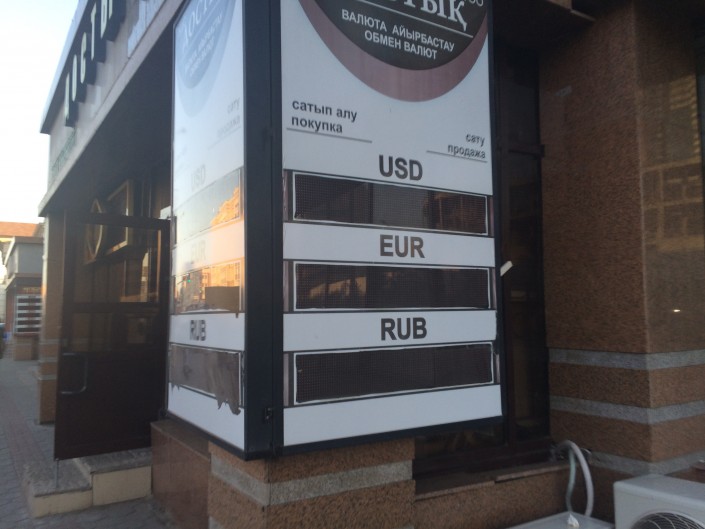 ВАЛЮТА АЙЫРБАСТАУ
ОБМЕН ВАЛЮТ
сатып алу
покупка
сату
продажа
USD
EUR
RUB
RUB